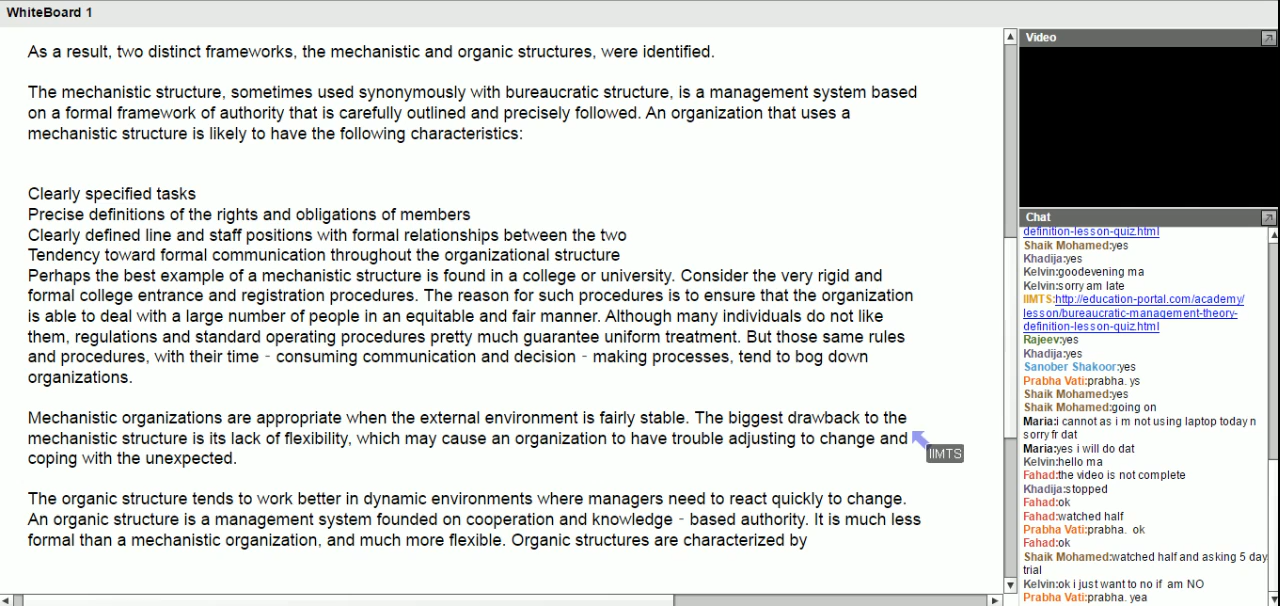 WhiteBoard 1
As a result, two distinct frameworks, the mechanistic and organic structures, were identified.
The mechanistic structure, sometimes used synonymously with bureaucratic structure, is a management system based
on a formal framework of authority that is carefully outlined and precisely followed. An organization that uses a
mechanistic structure is likely to have the following characteristics:
Clearly specified tasks
Precise definitions of the rights and obligations of members
Clearly defined line and staff positions with formal relationships between the two
Tendency toward formal communication throughout the organizational structure
Perhaps the best example of a mechanistic structure is found in a college or university. Consider the very rigid and
formal college entrance and registration procedures. The reason for such procedures is to ensure that the organization
is able to deal with a large number of people in an equitable and fair manner. Although many individuals do not like
them, regulations and standard operating procedures pretty much guarantee uniform treatment. But those same rules
and procedures, with their time - consuming communication and decision - making processes, tend to bog down
organizations.
Mechanistic organizations are appropriate when the external environment is fairly stable. The biggest drawback to the
mechanistic structure is its lack of flexibility, which may cause an organization to have trouble adjusting to change and
coping with the unexpected.
IIMTS
The organic structure tends to work better in dynamic environments where managers need to react quickly to change.
An organic structure is a management system founded on cooperation and knowledge - based authority. It is much less
formal than a mechanistic organization, and much more flexible. Organic structures are characterized by
Video
Chat
definition-lesson-quiz.html
Shaik Mohamed:yes
Khadija:yes
Kelvin:goodevening ma
Kelvin:sorry am late
IIMTS:http://education-portal.com/academy/
lesson/bureaucratic-management-theory-
definition-lesson-quiz.html
Rajeev:yes
Khadija:yes
Sanober Shakoor:yes
Prabha Vati:prabha. ys
Shaik Mohamed:yes
Shaik Mohamed:going on
Maria:i cannot as i m not using laptop today n
sorry fr dat
Maria:yes i will do dat
Kelvin:hello ma
Fahad:the video is not complete
Khadija:stopped
Fahad:ok
Fahad:watched half
Prabha Vati:prabha. ok
Fahad:ok
Shaik Mohamed:watched half and asking 5 day
trial
Kelvin:ok i just want to no if am NO
Prabha Vati:prabha. yea